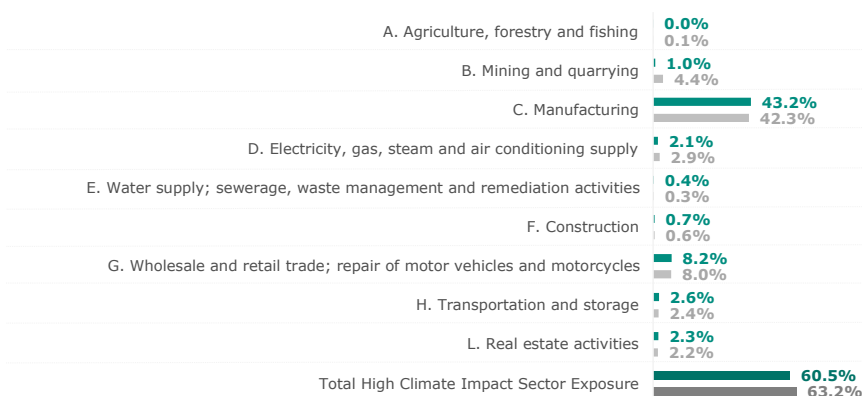 A. Agriculture, forestry and fishing
0.0%
0.1%
B. Mining and quarrying
1.0%
4.4%
C. Manufacturing
43.2%
42.3%
D. Electricity, gas, steam and air conditioning supply
2.1%
2.9%
E. Water supply; sewerage, waste management and remediation activities
0.4%
0.3%
F. Construction
0.7%
0.6%
G. Wholesale and retail trade; repair of motor vehicles and motorcycles
8.2%
8.0%
H. Transportation and storage
2.6%
2.4%
L. Real estate activities
2.3%
2.2%
Total High Climate Impact Sector Exposure
60.5%
63.2%